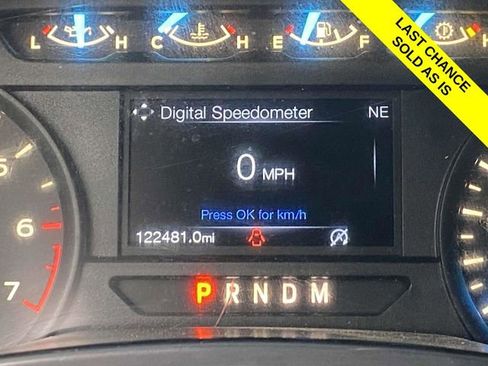 L H C H E F
LAST CHANCE
SOLD AS IS
Digital Speedometer NE
0 MPH
Press OK for km/h
122481.0mi
6
7
P R N D M